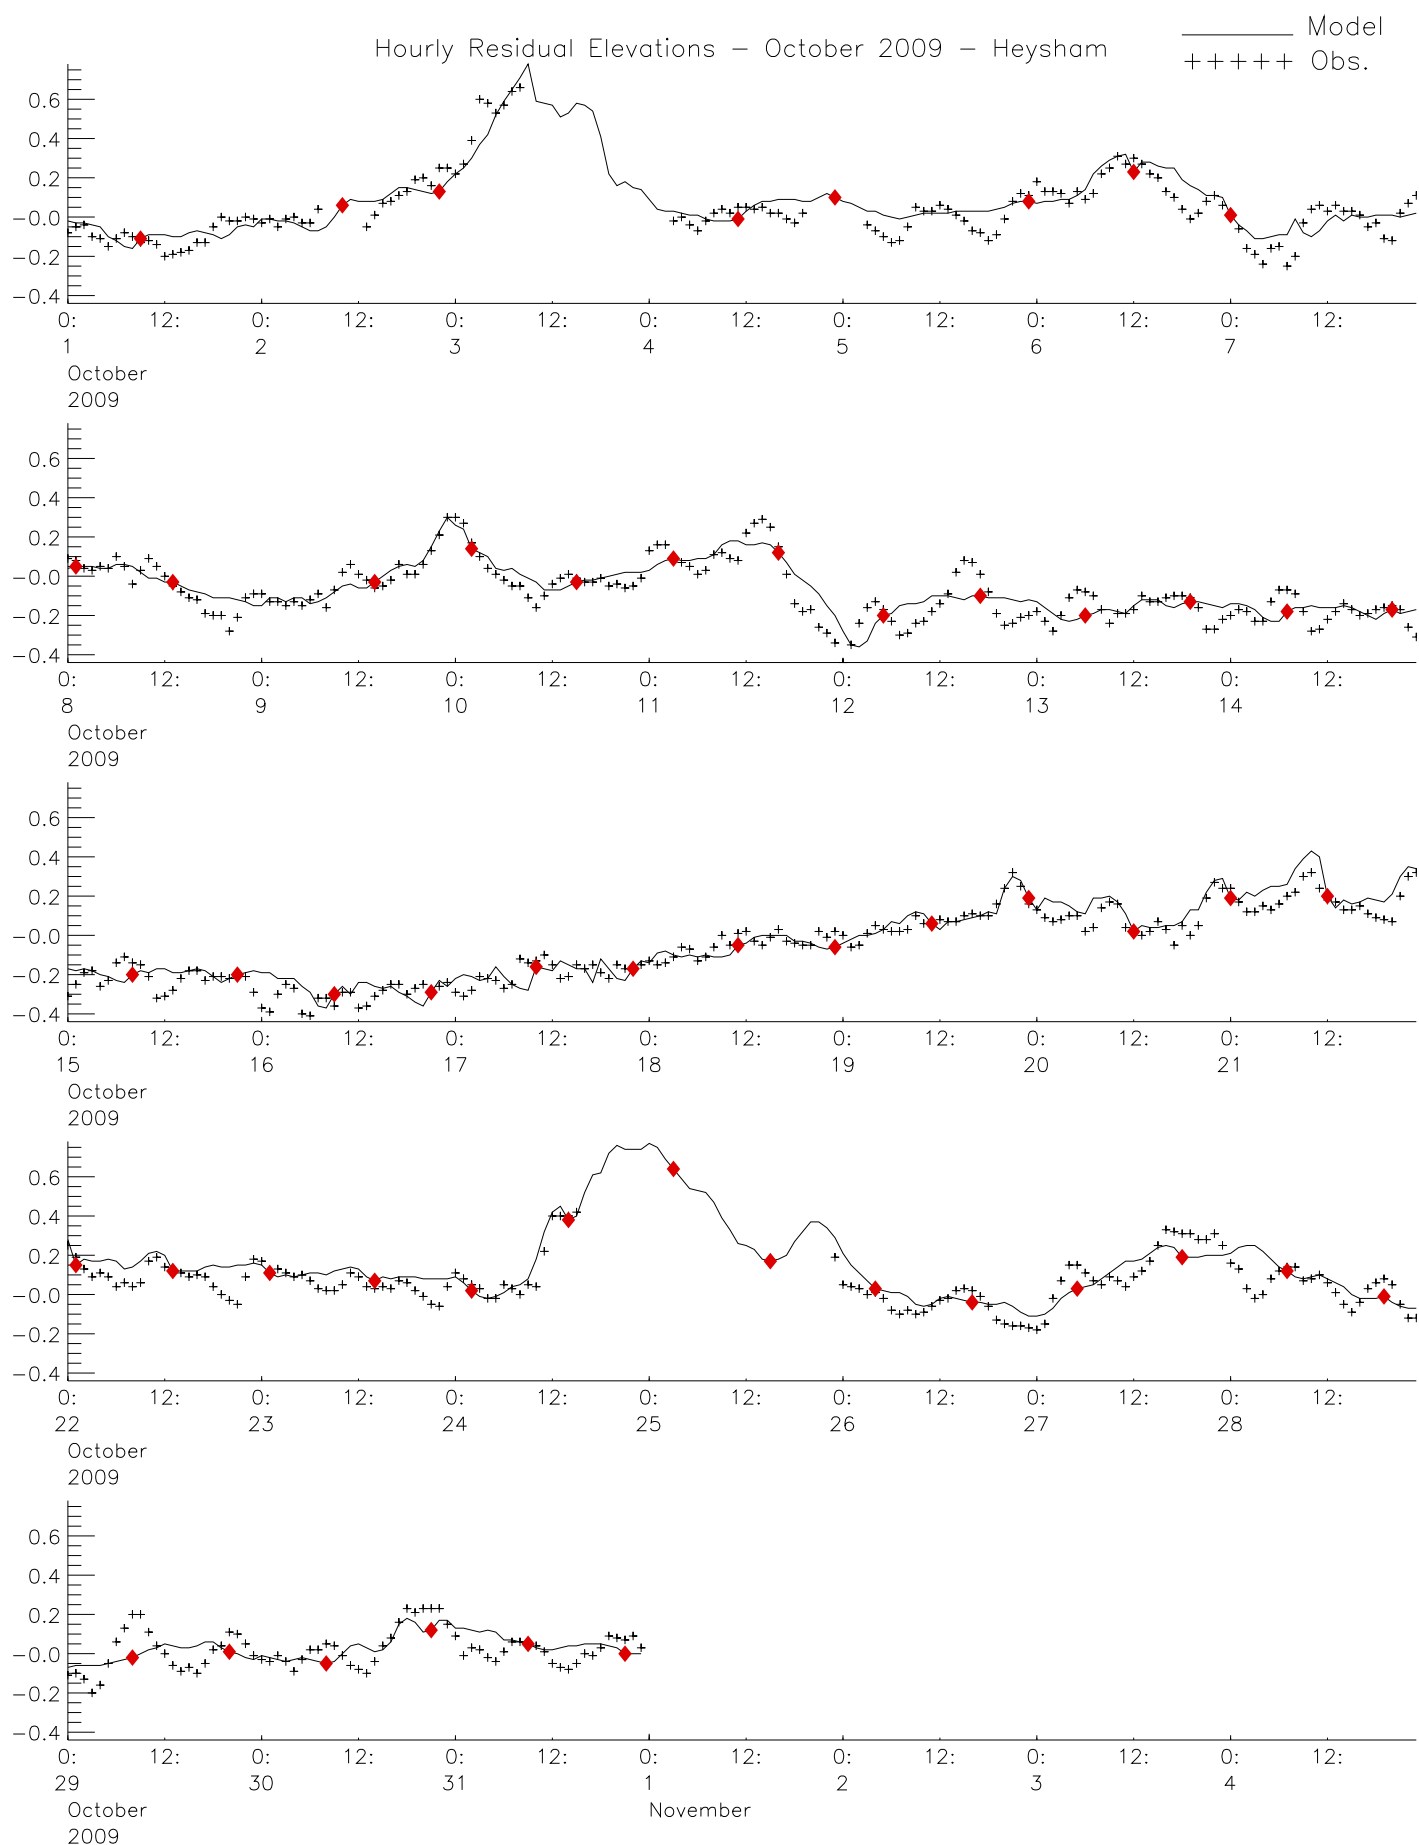 Hourly Residual Elevations − October 2009 − Heysham
Model
+++++ Obs.
0.6
0.4
0.2
−0.0
−0.2
−0.4
0: 12: 0: 12: 0: 12: 0: 12: 0: 12: 0: 12: 0: 12:
1 2 3 4 5 6 7
October
2009
0.6
0.4
0.2
−0.0
−0.2
−0.4
0: 12: 0: 12: 0: 12: 0: 12: 0: 12: 0: 12: 0: 12:
8 9 10 11 12 13 14
October
2009
0.6
0.4
0.2
−0.0
−0.2
−0.4
0: 12: 0: 12: 0: 12: 0: 12: 0: 12: 0: 12: 0: 12:
15 16 17 18 19 20 21
October
2009
0.6
0.4
0.2
−0.0
−0.2
−0.4
0: 12: 0: 12: 0: 12: 0: 12: 0: 12: 0: 12: 0: 12:
22 23 24 25 26 27 28
October
2009
0.6
0.4
0.2
−0.0
−0.2
−0.4
0: 12: 0: 12: 0: 12: 0: 12: 0: 12: 0: 12: 0: 12:
29 30 31 1 2 3 4
October November
2009